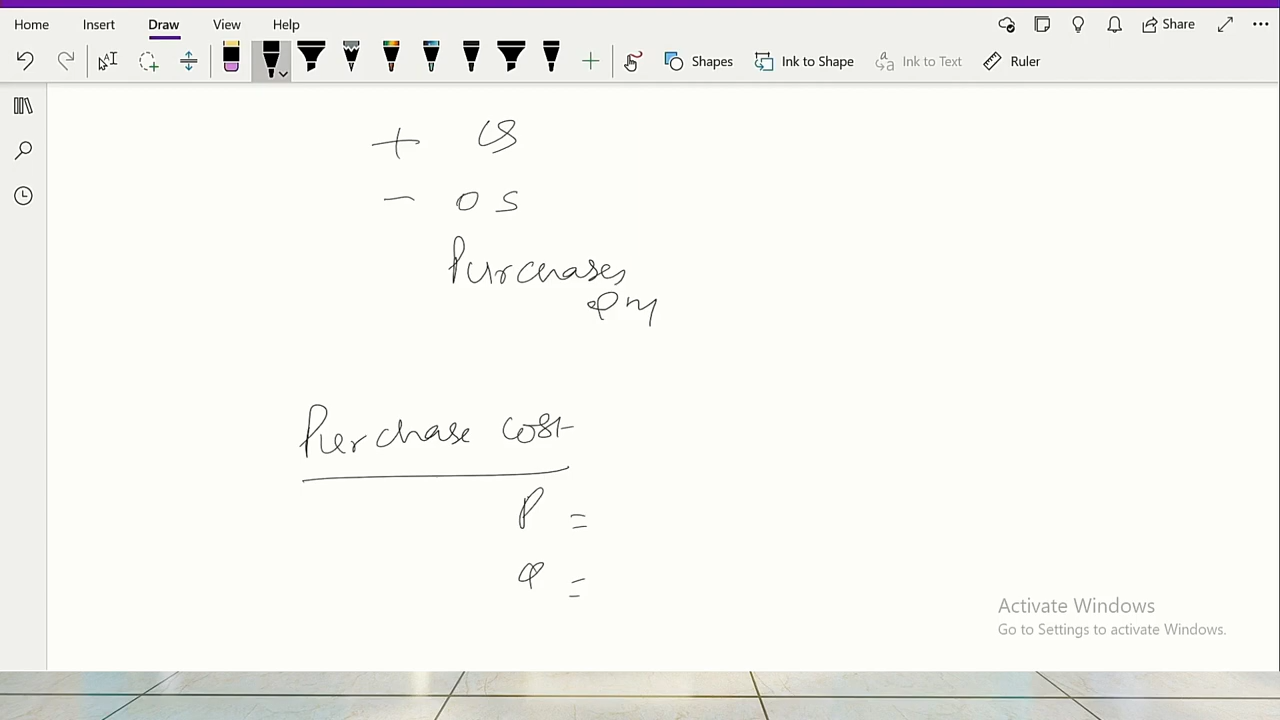 Home Insert Draw View Help Share
Shapes Ink to Shape Ink to Text Ruler
+ CS
- OS
Purchases
Qty
Purchase cost
P =
Q =
Activate Windows
Go to Settings to activate Windows.